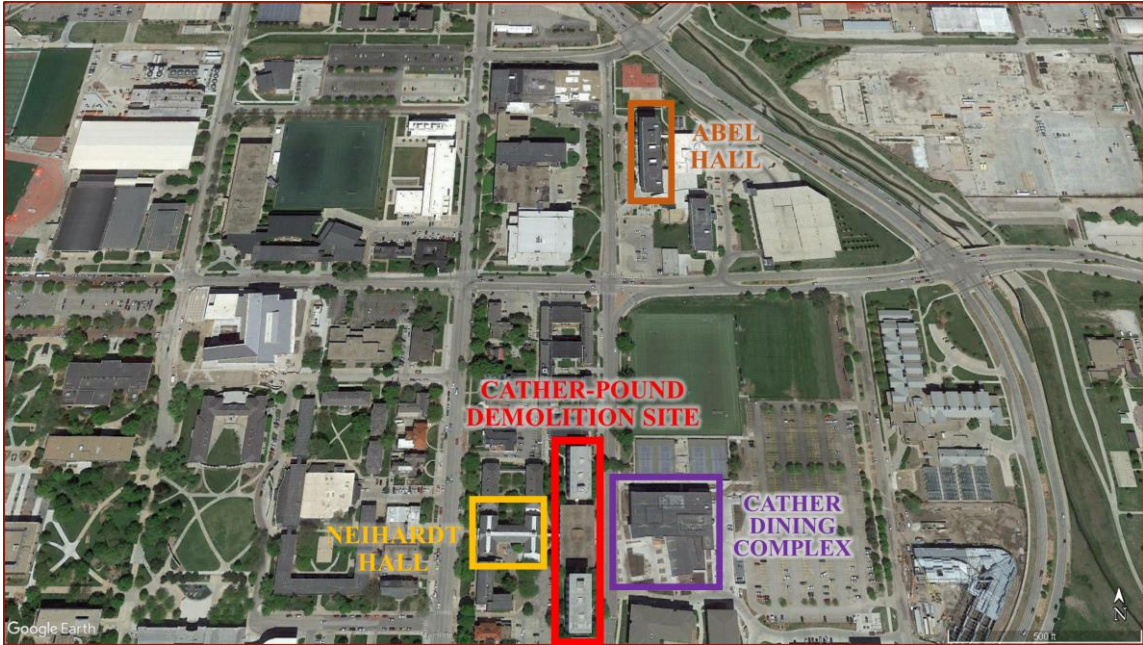 ABEL
HALL
CATHER-POUND
DEMOLITION SITE
NEIHARDT
HALL
CATHER
DINING
COMPLEX
Google Earth
N
500 ft